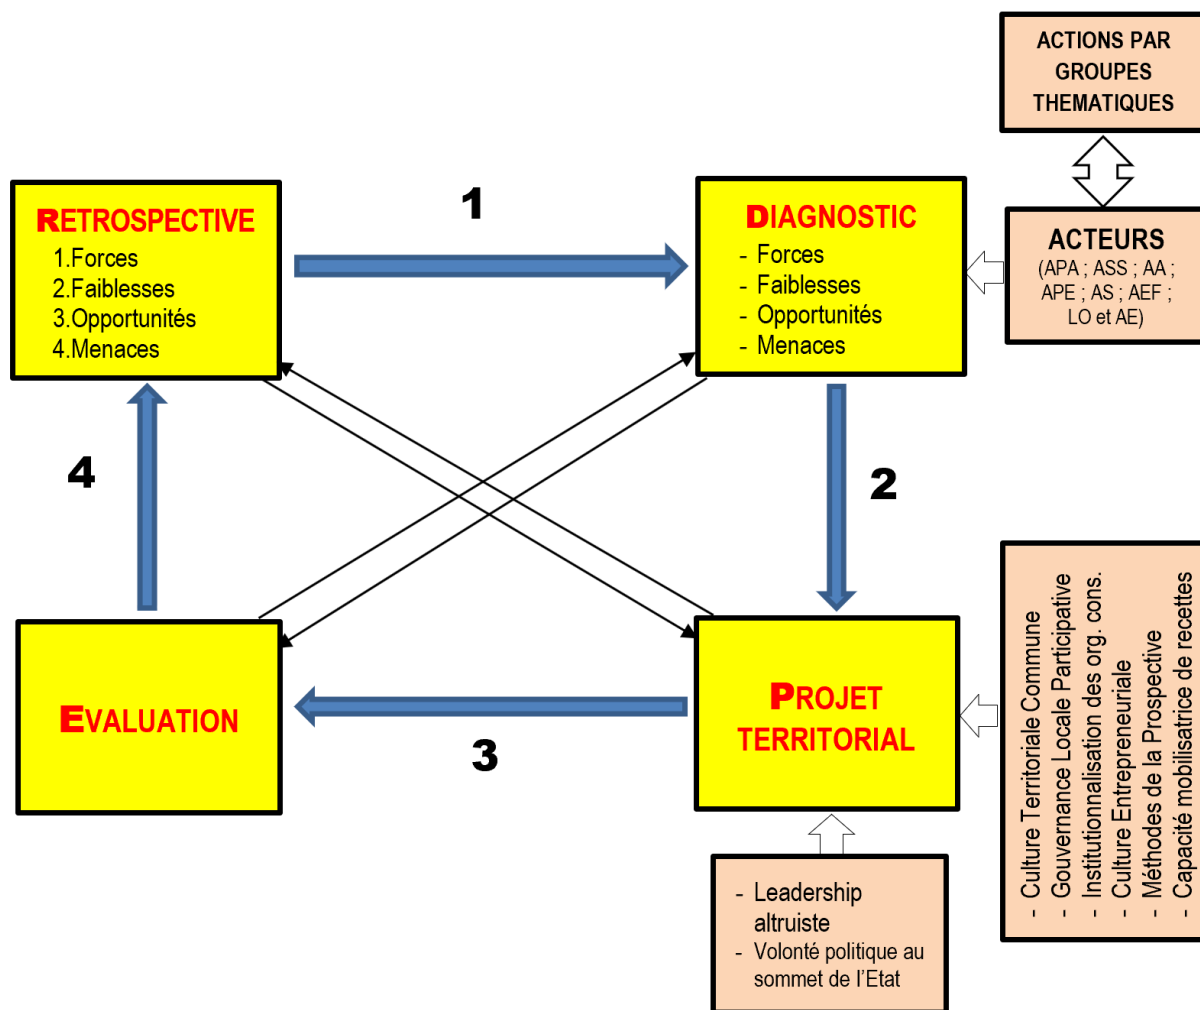 ACTIONS PAR
GROUPES
THEMATIQUES
RETROSPECTIVE
1.Forces
2.Faiblesses
3.Opportunités
4.Menaces
1
DIAGNOSTIC
- Forces
- Faiblesses
- Opportunités
- Menaces
ACTEURS
(APA ; ASS ; AA ;
APE ; AS ; AEF ;
LO et AE)
4
2
EVALUATION
3
PROJET
TERRITORIAL
- Culture Territoriale Commune
- Gouvernance Locale Participative
- Institutionnalisation des org. cons.
- Culture Entrepreneuriale
- Méthodes de la Prospective
- Capacité mobilisatrice de recettes
- Leadership
altruiste
- Volonté politique au
sommet de l’Etat